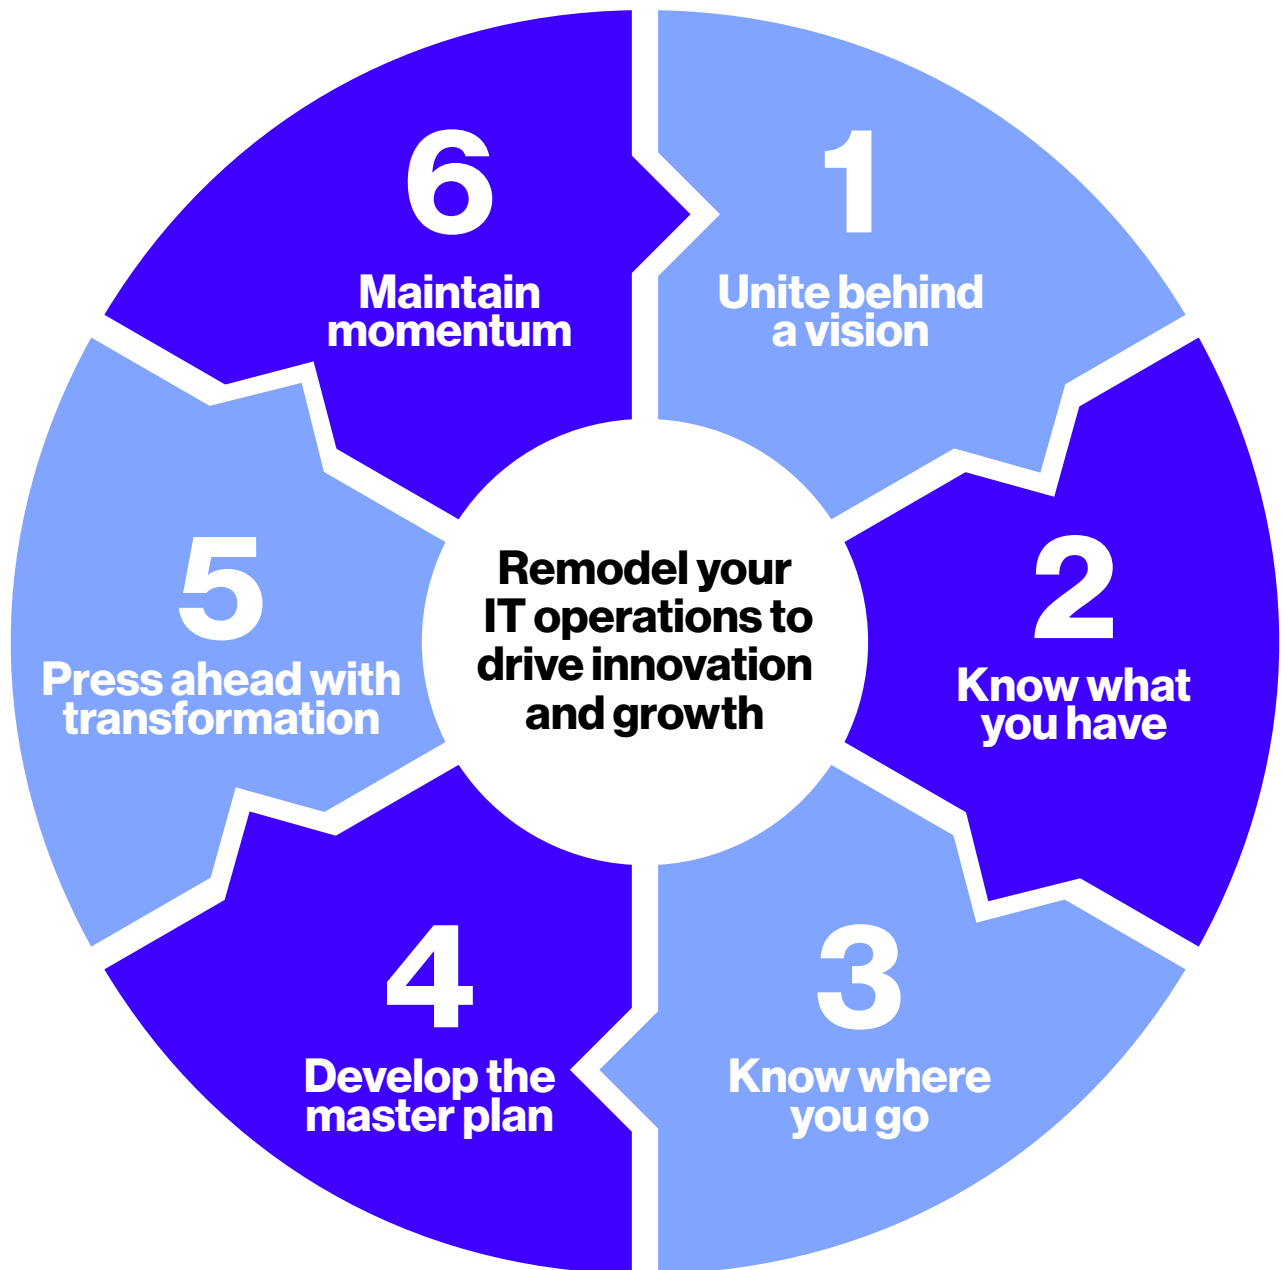 1
Unite behind
a vision
2
Know what
you have
3
Know where
you go
4
Develop the
master plan
5
Press ahead with
transformation
6
Maintain
momentum
Remodel your
IT operations to
drive innovation
and growth